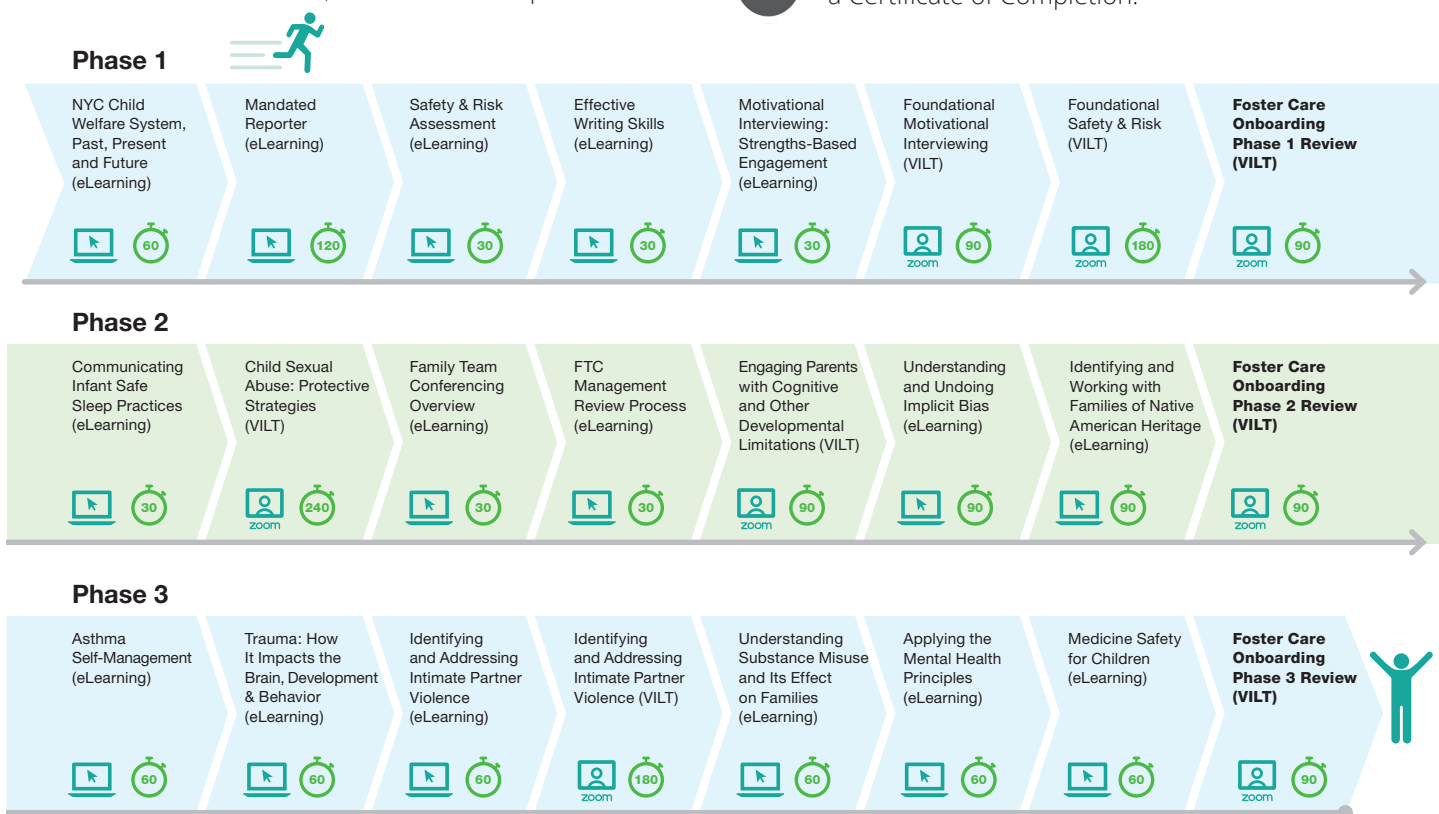 a Certificate of Completion.
Phase 1
NYC Child
Welfare System,
Past, Present
and Future
(eLearning)
60
Mandated
Reporter
(eLearning)
120
Safety & Risk
Assessment
(eLearning)
30
Effective
Writing Skills
(eLearning)
30
Motivational
Interviewing:
Strengths-Based
Engagement
(eLearning)
30
Foundational
Motivational
Interviewing
(VILT)
zoom
90
Foundational
Safety & Risk
(VILT)
zoom
180
Foster Care
Onboarding
Phase 1 Review
(VILT)
zoom
90
Phase 2
Communicating
Infant Safe
Sleep Practices
(eLearning)
30
Child Sexual
Abuse: Protective
Strategies
(VILT)
zoom
240
Family Team
Conferencing
Overview
(eLearning)
30
FTC
Management
Review Process
(eLearning)
30
Engaging Parents
with Cognitive
and Other
Developmental
Limitations (VILT)
zoom
90
Understanding
and Undoing
Implicit Bias
(eLearning)
90
Identifying and
Working with
Families of Native
American Heritage
(eLearning)
90
Foster Care
Onboarding
Phase 2 Review
(VILT)
zoom
90
Phase 3
Asthma
Self-Management
(eLearning)
60
Trauma: How
It Impacts the
Brain, Development
& Behavior
(eLearning)
60
Identifying
and Addressing
Intimate Partner
Violence
(eLearning)
60
Identifying
and Addressing
Intimate Partner
Violence (VILT)
zoom
180
Understanding
Substance Misuse
and Its Effect
on Families
(eLearning)
60
Applying the
Mental Health
Principles
(eLearning)
60
Medicine Safety
for Children
(eLearning)
60
Foster Care
Onboarding
Phase 3 Review
(VILT)
zoom
90